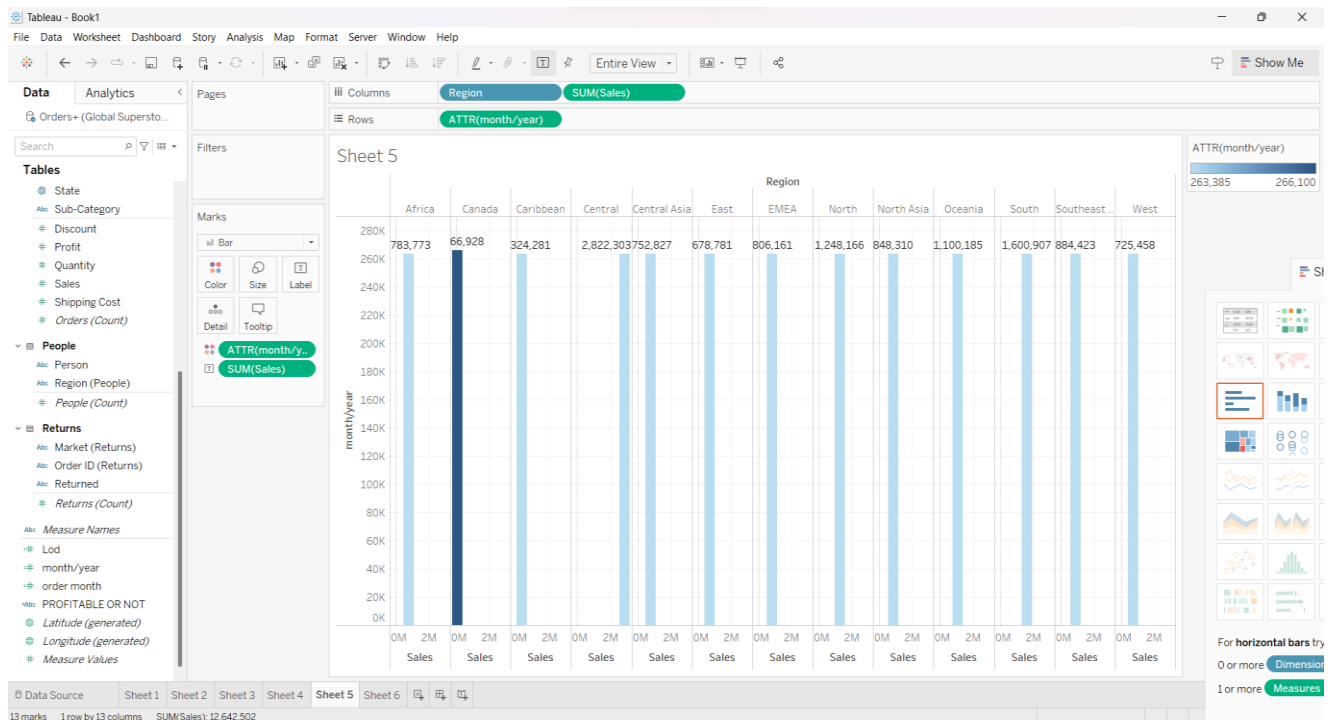 Tableau - Book1
File Data Worksheet Dashboard Story Analysis Map Format Server Window Help
Entire View
Show Me
Data Analytics
Orders+ (Global Supersto...
Search
Tables
State
Abc Sub-Category
# Discount
# Profit
# Quantity
# Sales
# Shipping Cost
# Orders (Count)
People
Abc Person
Abc Region (People)
# People (Count)
Returns
Abc Market (Returns)
Abc Order ID (Returns)
Abc Returned
# Returns (Count)
Abc Measure Names
=# Lod
=# month/year
=# order month
=Abc PROFITABLE OR NOT
Latitude (generated)
Longitude (generated)
# Measure Values
Pages
Filters
Marks
Bar
Color Size Label
Detail Tooltip
ATTR(month/y..
SUM(Sales)
Columns Region SUM(Sales)
Rows ATTR(month/year)
Sheet 5
Region
Africa Canada Caribbean Central Central Asia East EMEA North North Asia Oceania South Southeast .. West
783,773 66,928 324,281 2,822,303 752,827 678,781 806,161 1,248,166 848,310 1,100,185 1,600,907 884,423 725,458
month/year
280K
260K
240K
220K
200K
180K
160K
140K
120K
100K
80K
60K
40K
20K
0K
0M 2M 0M 2M 0M 2M 0M 2M 0M 2M 0M 2M 0M 2M 0M 2M 0M 2M 0M 2M 0M 2M 0M 2M 0M 2M
Sales Sales Sales Sales Sales Sales Sales Sales Sales Sales Sales Sales Sales
ATTR(month/year)
263,385 266,100
For horizontal bars try
0 or more Dimension
1 or more Measures
Data Source Sheet 1 Sheet 2 Sheet 3 Sheet 4 Sheet 5 Sheet 6
13 marks 1 row by 13 columns SUM(Sales): 12,642,502